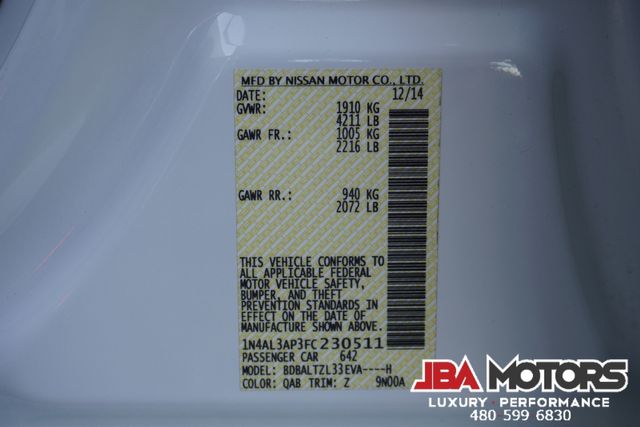 MFD BY NISSAN MOTOR CO., LTD.
DATE: 12/14
GVWR: 1910 KG
4211 LB
GAWR FR.: 1005 KG
2216 LB
GAWR RR.: 940 KG
2072 LB
THIS VEHICLE CONFORMS TO
ALL APPLICABLE FEDERAL
MOTOR VEHICLE SAFETY,
BUMPER, AND THEFT
PREVENTION STANDARDS IN
EFFECT ON THE DATE OF
MANUFACTURE SHOWN ABOVE.
1N4AL3AP3FC230511
PASSENGER CAR 642
MODEL: BDBALTZL33EVA----H
COLOR: QAB TRIM: Z 9N00A
JBA MOTORS
LUXURY · PERFORMANCE
480 599 6830